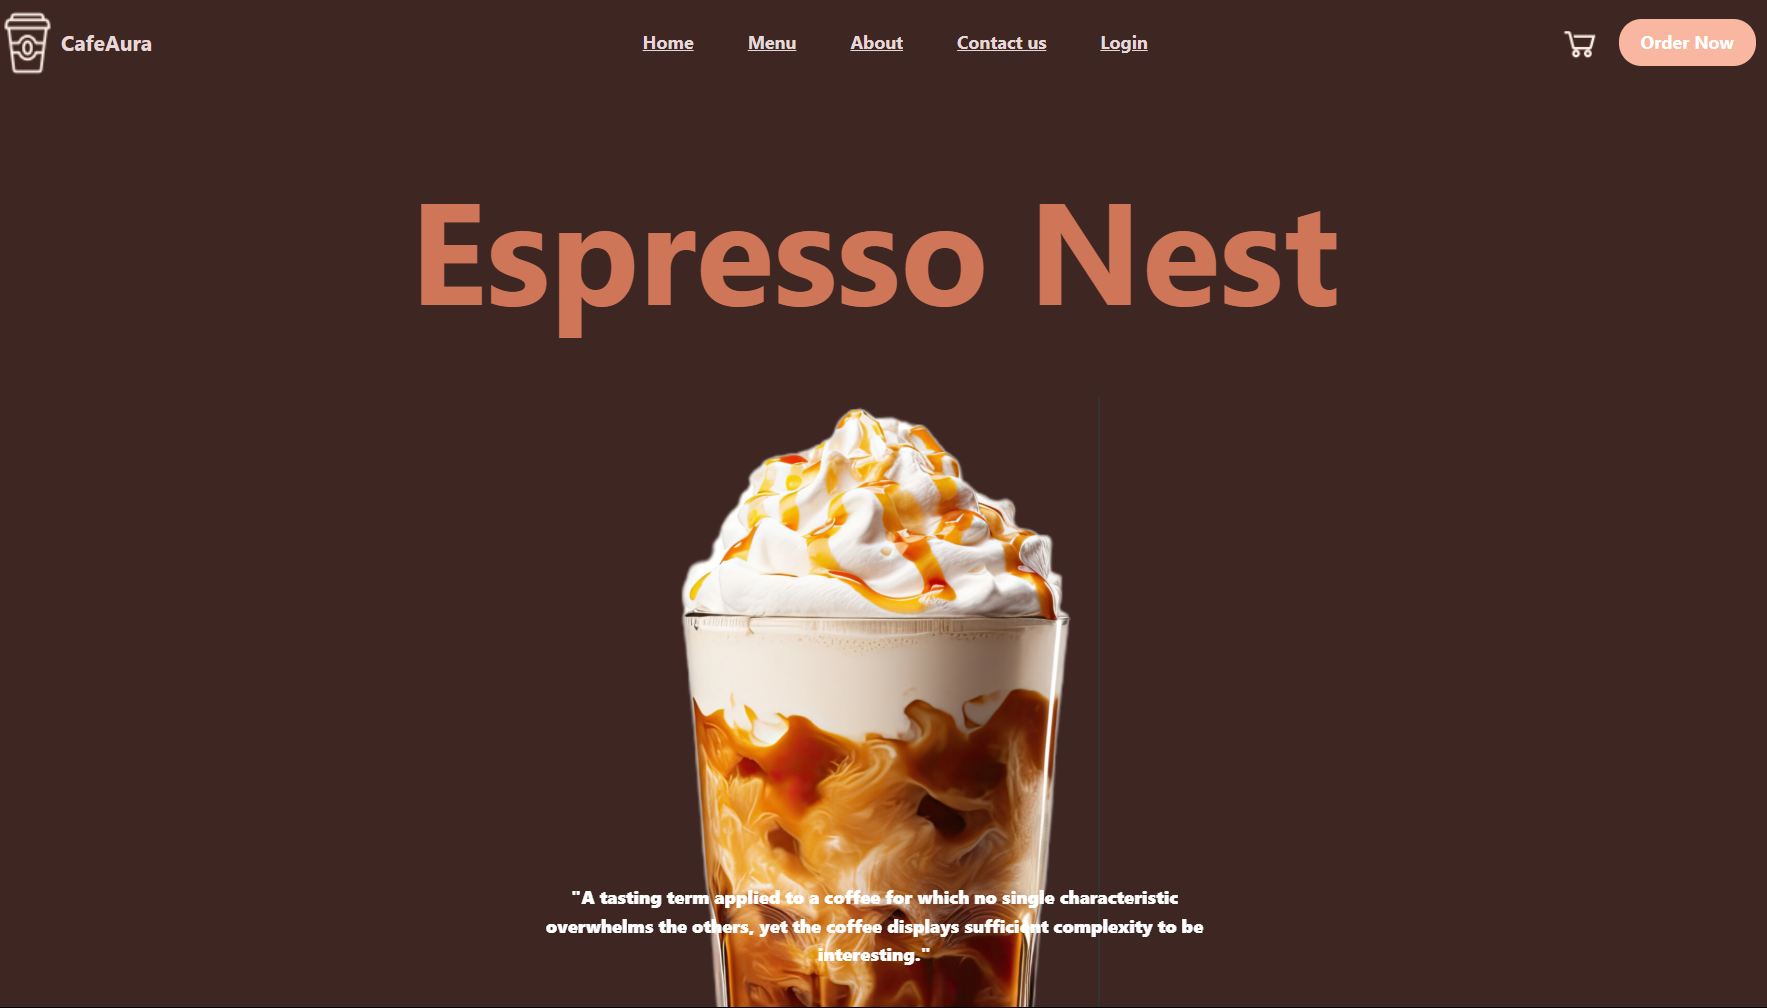 CafeAura
Home
Menu
About
Contact us
Login
Order Now
Espresso Nest
"A tasting term applied to a coffee for which no single characteristic
overwhelms the others, yet the coffee displays sufficient complexity to be
interesting."